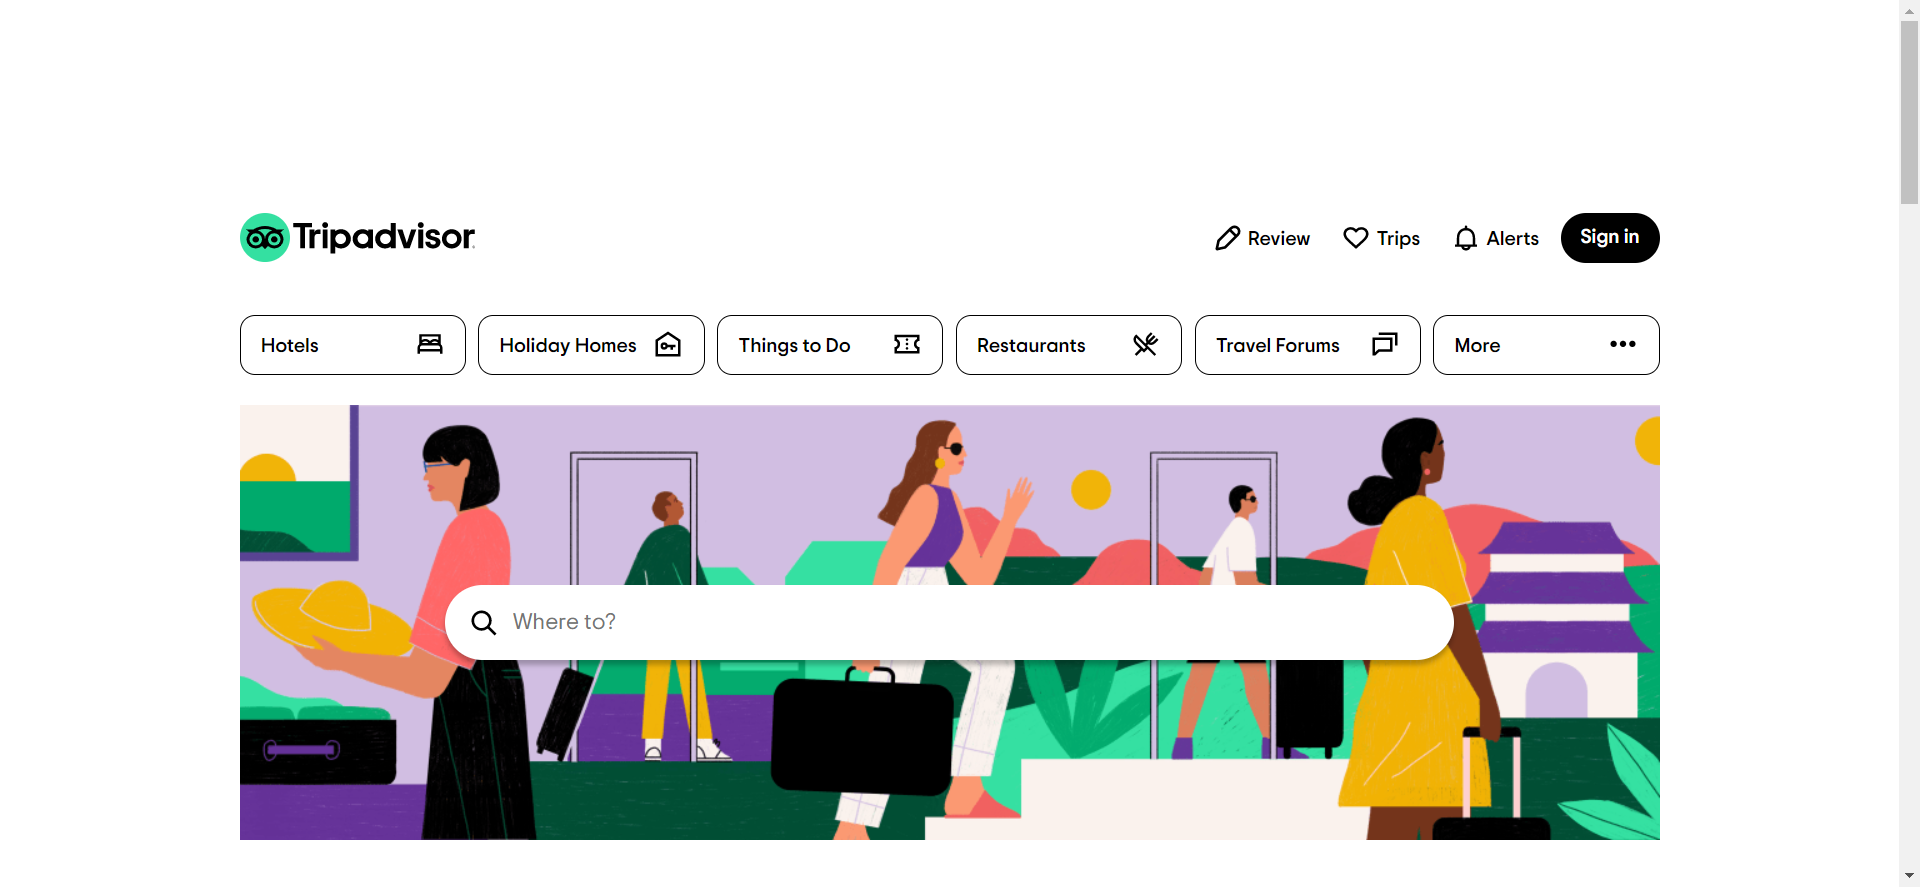 Tripadvisor
Review
Trips
Alerts
Sign in
Hotels
Holiday Homes
Things to Do
Restaurants
Travel Forums
More
Where to?